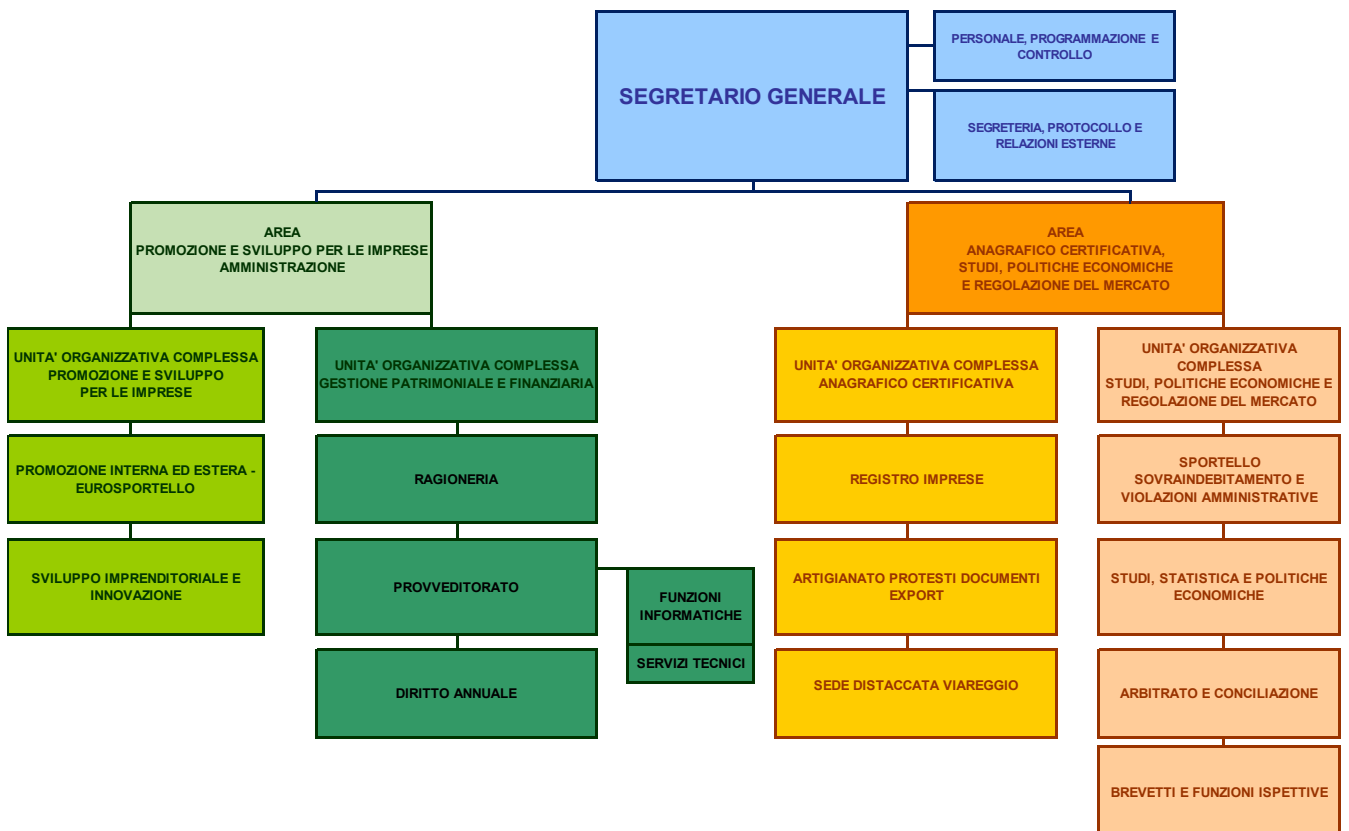 SEGRETARIO GENERALE
PERSONALE, PROGRAMMAZIONE E
CONTROLLO
SEGRETERIA, PROTOCOLLO E
RELAZIONI ESTERNE
AREA
PROMOZIONE E SVILUPPO PER LE IMPRESE
AMMINISTRAZIONE
AREA
ANAGRAFICO CERTIFICATIVA,
STUDI, POLITICHE ECONOMICHE
E REGOLAZIONE DEL MERCATO
UNITA' ORGANIZZATIVA COMPLESSA
PROMOZIONE E SVILUPPO
PER LE IMPRESE
PROMOZIONE INTERNA ED ESTERA -
EUROSPORTELLO
SVILUPPO IMPRENDITORIALE E
INNOVAZIONE
UNITA' ORGANIZZATIVA COMPLESSA
GESTIONE PATRIMONIALE E FINANZIARIA
RAGIONERIA
PROVVEDITORATO
FUNZIONI
INFORMATICHE
SERVIZI TECNICI
DIRITTO ANNUALE
UNITA' ORGANIZZATIVA COMPLESSA
ANAGRAFICO CERTIFICATIVA
REGISTRO IMPRESE
ARTIGIANATO PROTESTI DOCUMENTI
EXPORT
SEDE DISTACCATA VIAREGGIO
UNITA' ORGANIZZATIVA
COMPLESSA
STUDI, POLITICHE ECONOMICHE E
REGOLAZIONE DEL MERCATO
SPORTELLO
SOVRAINDEBITAMENTO E
VIOLAZIONI AMMINISTRATIVE
STUDI, STATISTICA E POLITICHE
ECONOMICHE
ARBITRATO E CONCILIAZIONE
BREVETTI E FUNZIONI ISPETTIVE